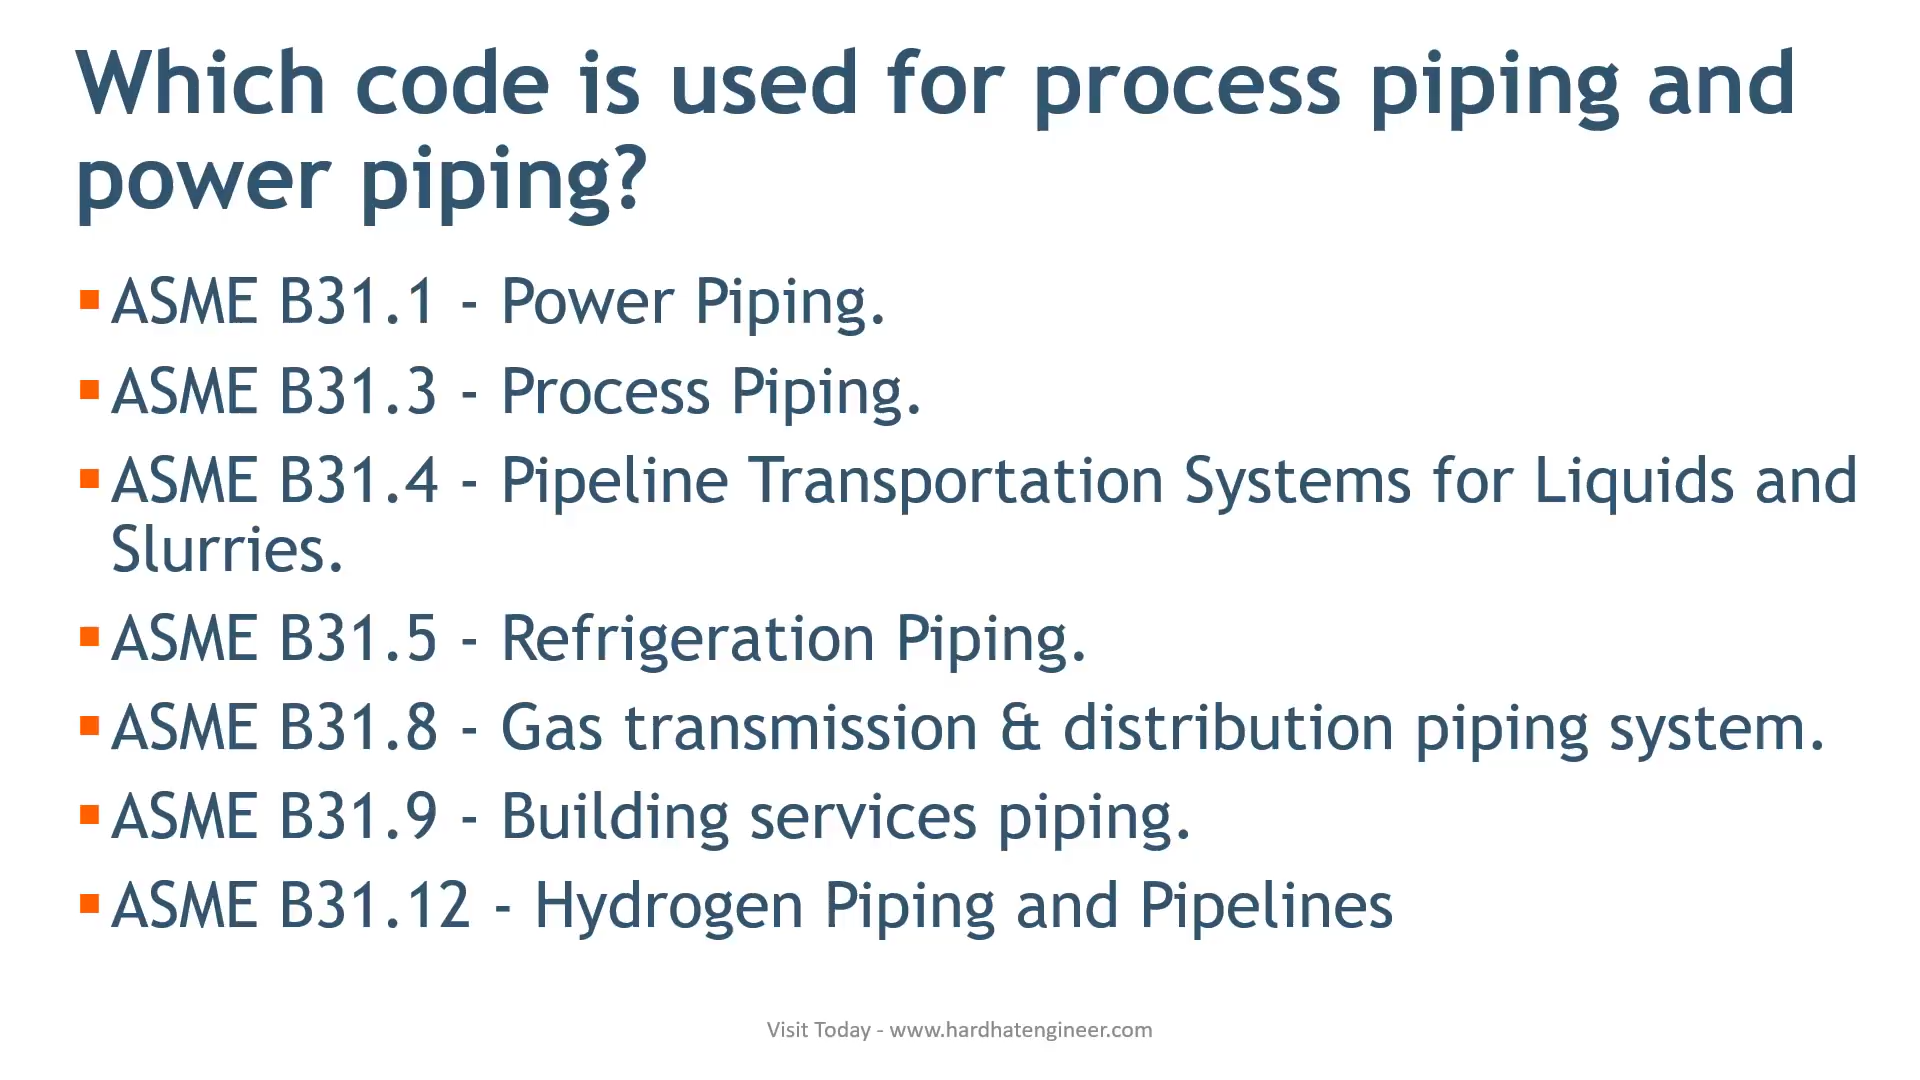 Which code is used for process piping and
power piping?
ASME B31.1 - Power Piping.
ASME B31.3 - Process Piping.
ASME B31.4 - Pipeline Transportation Systems for Liquids and
Slurries.
ASME B31.5 - Refrigeration Piping.
ASME B31.8 - Gas transmission & distribution piping system.
ASME B31.9 - Building services piping.
ASME B31.12 - Hydrogen Piping and Pipelines
Visit Today - www.hardhatengineer.com